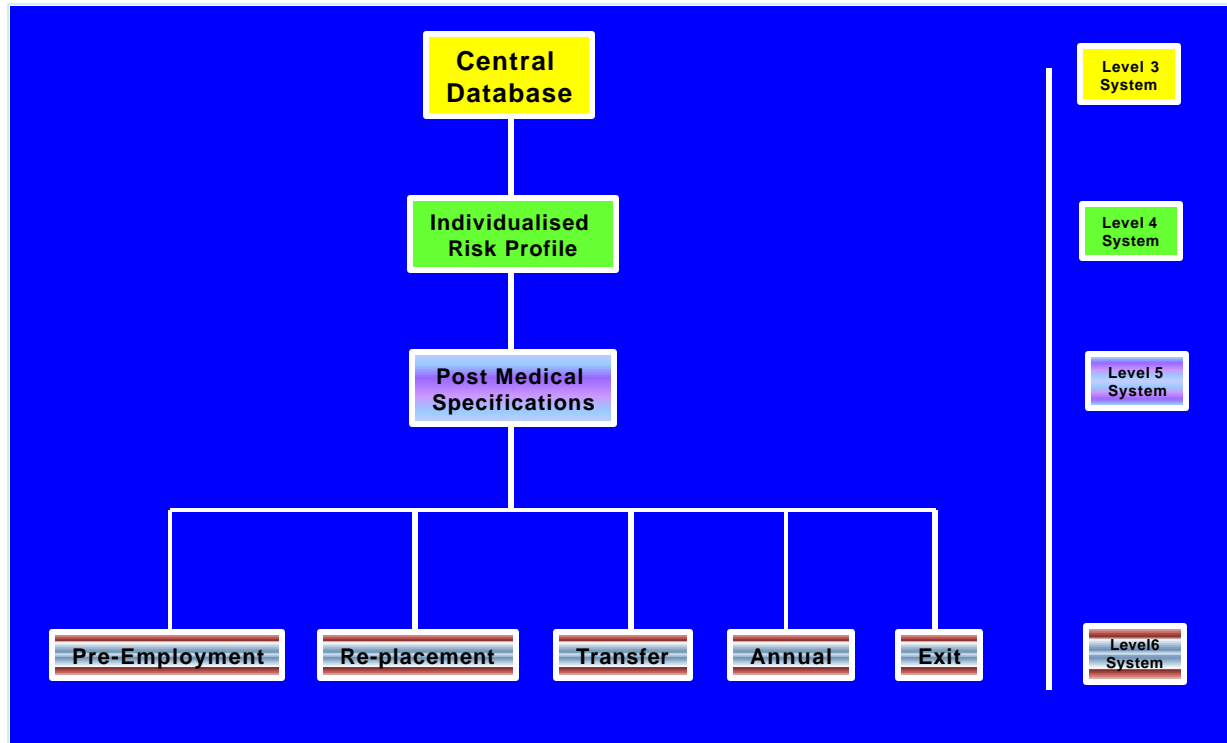 Central
Database
Level 3
System
Individualised
Risk Profile
Level 4
System
Post Medical
Specifications
Level 5
System
Pre-Employment
Re-placement
Transfer
Annual
Exit
Level6
System